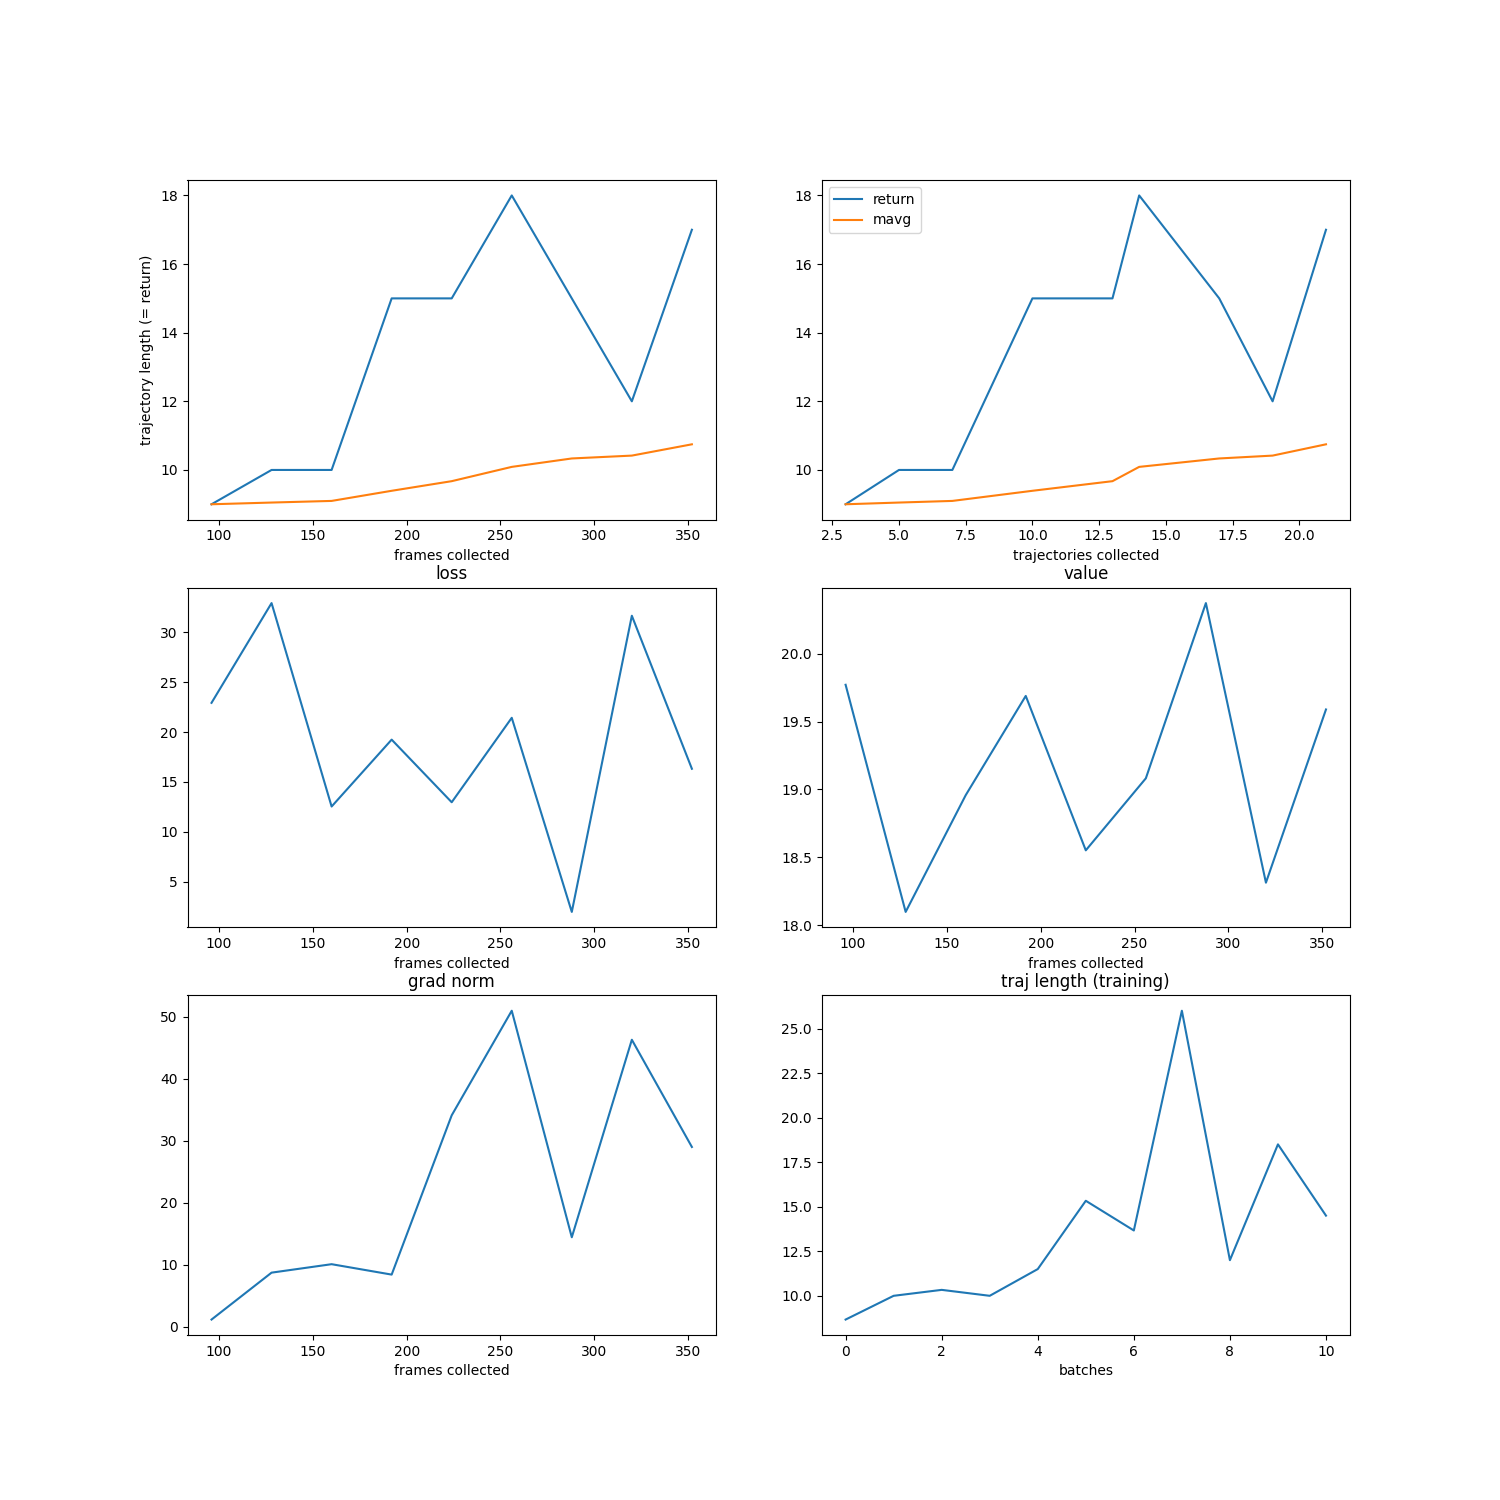 18
16
14
12
10
trajectory length (= return)
100 150 200 250 300 350
frames collected
return
mavg
18
16
14
12
10
2.5 5.0 7.5 10.0 12.5 15.0 17.5 20.0
trajectories collected
loss
30
25
20
15
10
5
100 150 200 250 300 350
frames collected
value
20.0
19.5
19.0
18.5
18.0
100 150 200 250 300 350
frames collected
grad norm
50
40
30
20
10
0
100 150 200 250 300 350
frames collected
traj length (training)
25.0
22.5
20.0
17.5
15.0
12.5
10.0
0 2 4 6 8 10
batches